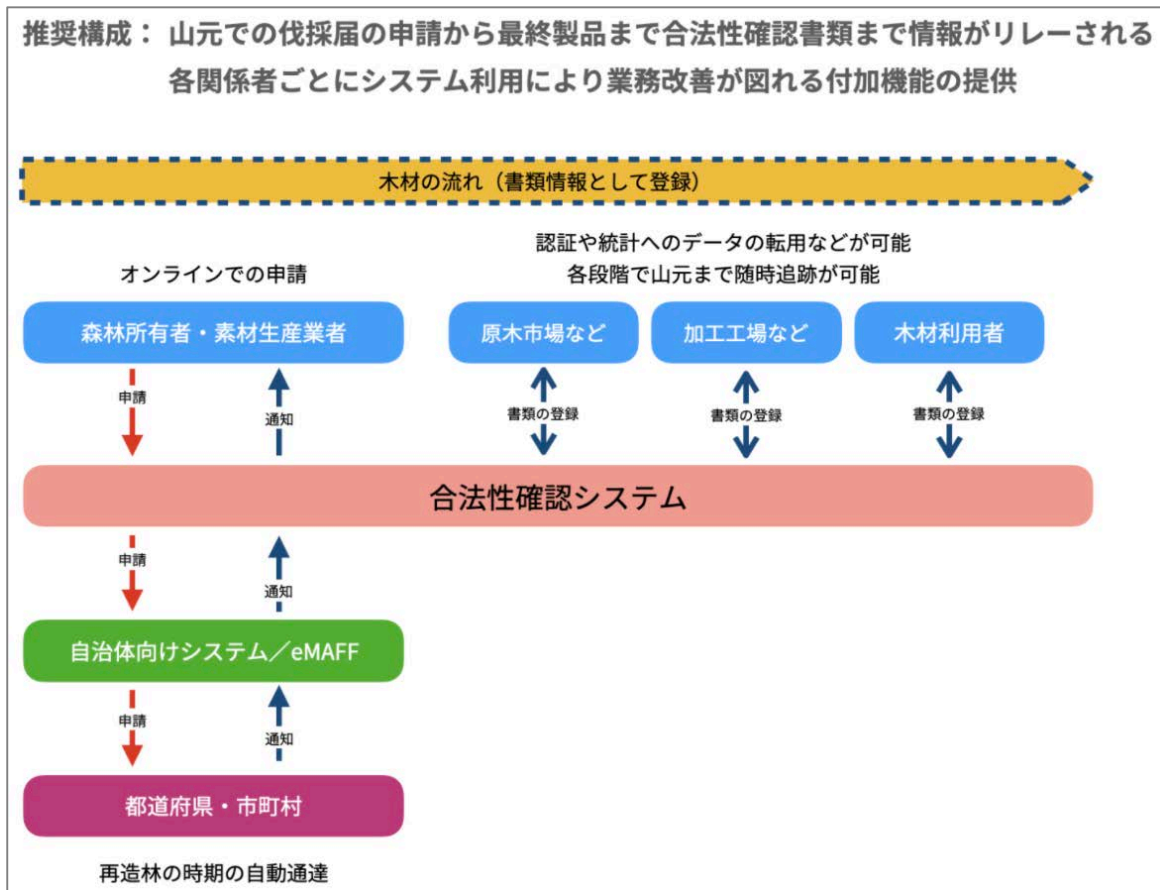 推奨構成： 山元での伐採届の申請から最終製品まで合法性確認書類まで情報がリレーされる
各関係者ごとにシステム利用により業務改善が図れる付加機能の提供
木材の流れ（書類情報として登録）
認証や統計へのデータの転用などが可能
各段階で山元まで随時追跡が可能
オンラインでの申請
森林所有者・素材生産業者
原木市場など
加工工場など
木材利用者
申請
通知
書類の登録
書類の登録
書類の登録
合法性確認システム
申請
通知
自治体向けシステム／eMAFF
申請
通知
都道府県・市町村
再造林の時期の自動通達